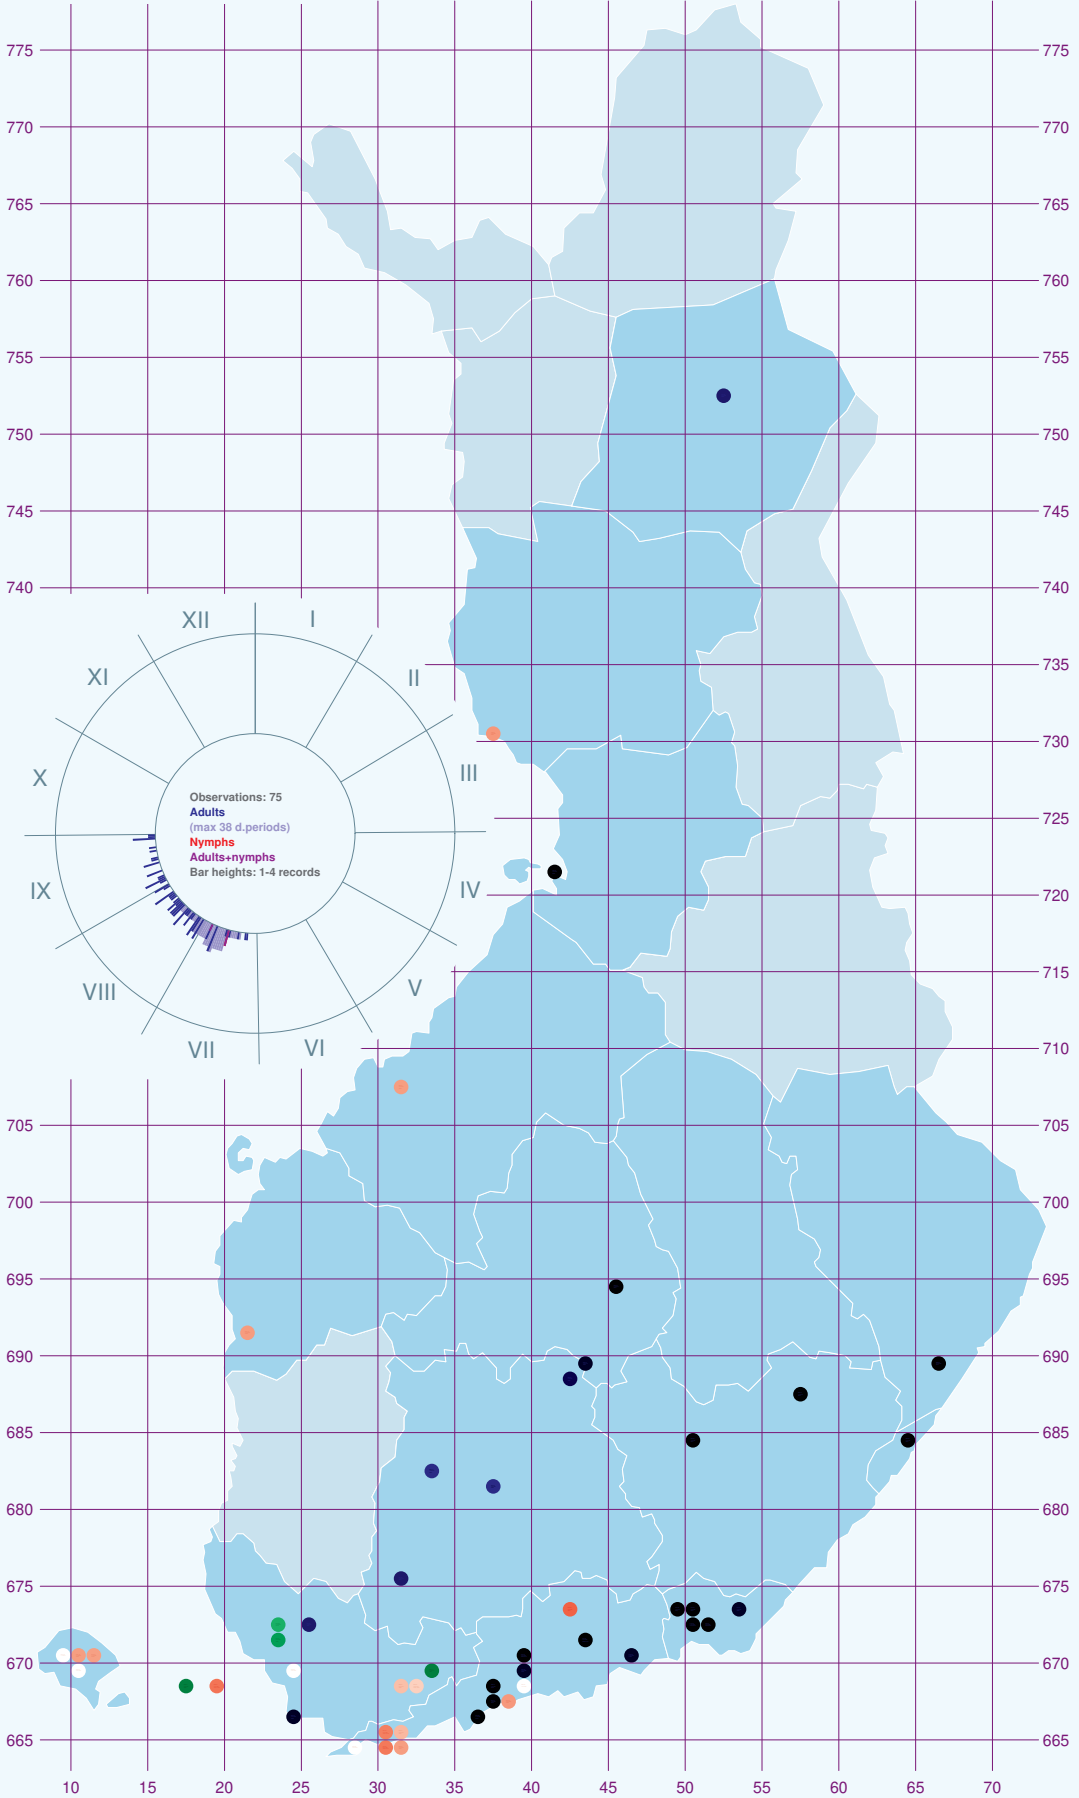 775 775
770 770
765 765
760 760
755 755
750 750
745 745
740 740
XII I
XI II
735
730
X III
Observations: 75
Adults
(max 38 d.periods)
Nymphs
Adults+nymphs
Bar heights: 1-4 records
725
IX IV
720
VIII V
715
VII VI
710
705 705
700 700
695 695
690 690
685 685
680 680
675 675
670 670
665 665
10 15 20 25 30 35 40 45 50 55 60 65 70